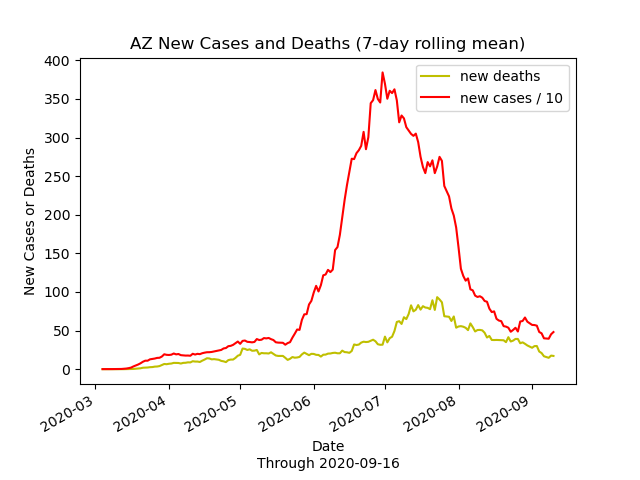 AZ New Cases and Deaths (7-day rolling mean)
new deaths
new cases / 10
400
350
300
250
200
150
100
50
0
New Cases or Deaths
2020-03
2020-04
2020-05
2020-06
2020-07
2020-08
2020-09
Date
Through 2020-09-16